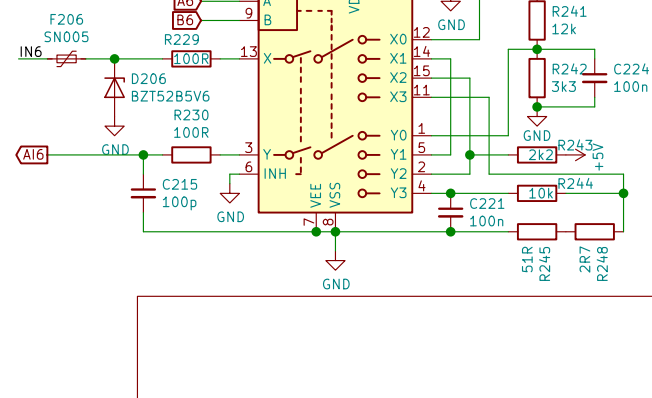 A6
A
VD
B6
9
B
GND
R241
12k
F206
SN005
IN6
R229
100R
13
X
X0
12
X1
14
X2
15
X3
11
R242
3k3
C224
100n
D206
BZT52B5V6
R230
100R
GND
GND
Y0
1
R243
2k2
+5V
AI6
3
Y
Y1
5
6
INH
Y2
2
R244
10k
Y3
4
C215
100p
GND
VEE
VSS
7
8
C221
100n
51R
R245
2R7
R248
GND